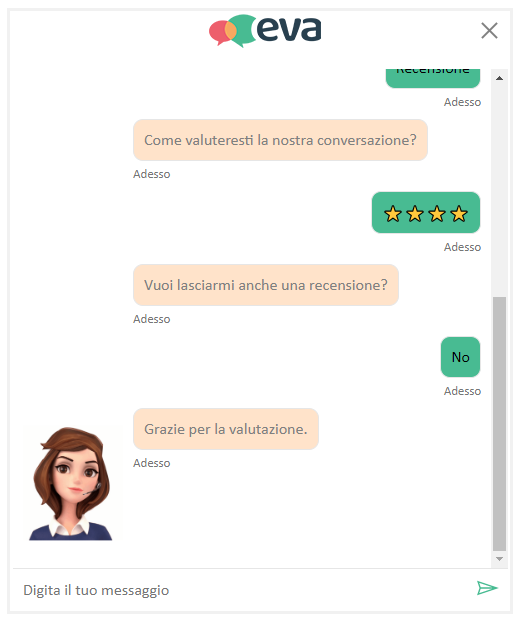 eva
Recensione
Adesso
Come valuteresti la nostra conversazione?
Adesso
Adesso
Vuoi lasciarmi anche una recensione?
Adesso
No
Adesso
Grazie per la valutazione.
Adesso
Digita il tuo messaggio